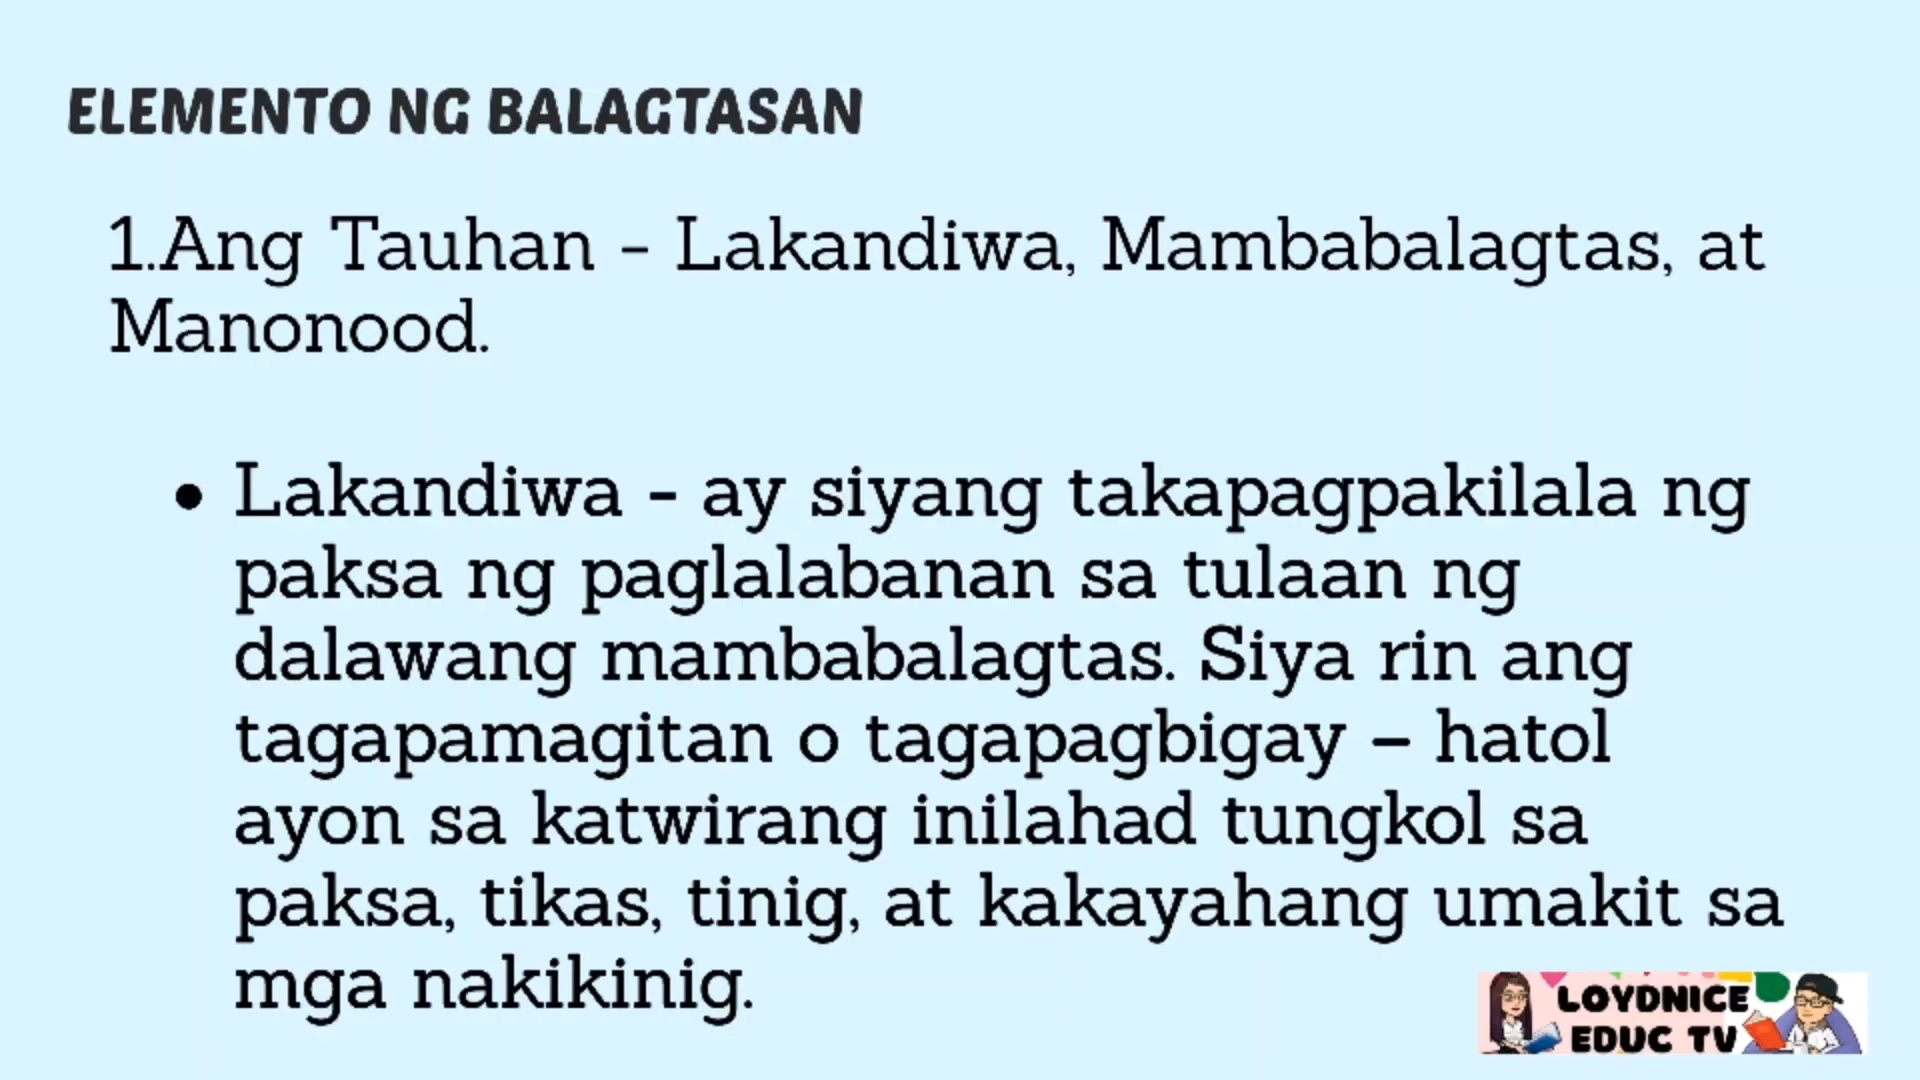 ELEMENTO NG BALAGTASAN
1.Ang Tauhan - Lakandiwa, Mambabalagtas, at
Manonood.
• Lakandiwa - ay siyang takapagpakilala ng
paksa ng paglalabanan sa tulaan ng
dalawang mambabalagtas. Siya rin ang
tagapamagitan o tagapagbigay – hatol
ayon sa katwirang inilahad tungkol sa
paksa, tikas, tinig, at kakayahang umakit sa
mga nakikinig.
LOYDNICE
EDUC TV